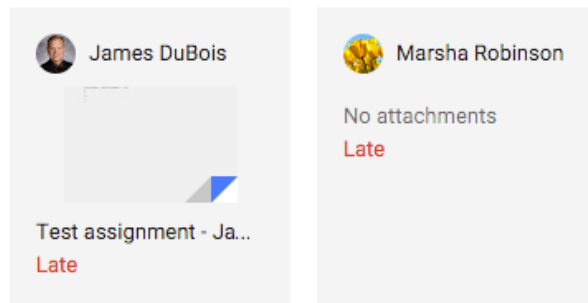 James DuBois
Test assignment - Ja...
Late
Marsha Robinson
No attachments
Late